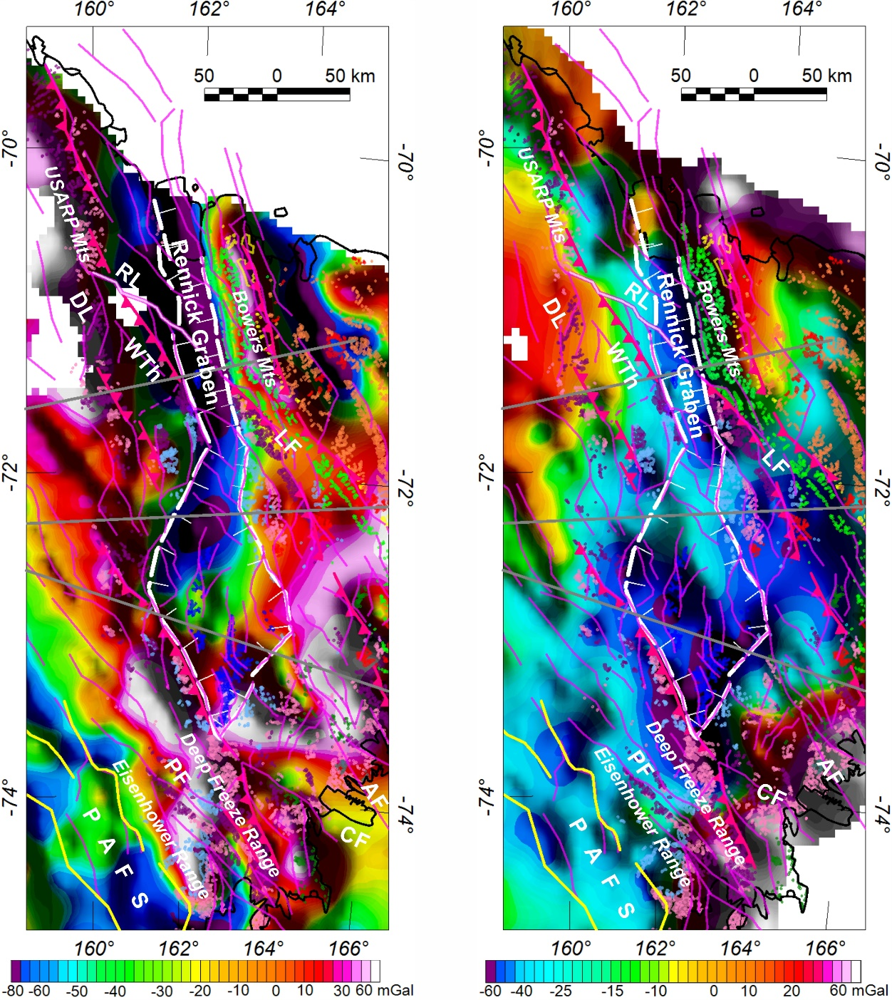 160° 162° 164° 160° 162° 164°
50 0 50 km 50 0 50 km
-70° -70° -70° -70°
USARP Mts USARP Mts
RL RL
DL DL
Rennick Graben Rennick Graben
Bowers Mts Bowers Mts
WTh WTh
LF LF
-72° -72° -72° -72°
Deep Freeze Range Deep Freeze Range
PF PF
Eisenhower Range Eisenhower Range
AF AF
CF CF
-74° -74° -74° -74°
P A F S P A F S
160° 162° 164° 166° 160° 162° 164° 166°
-80 -60 -50 -40 -30 -20 -10 0 10 30 60 mGal
-60 -40 -25 -15 -10 0 10 20 60 mGal